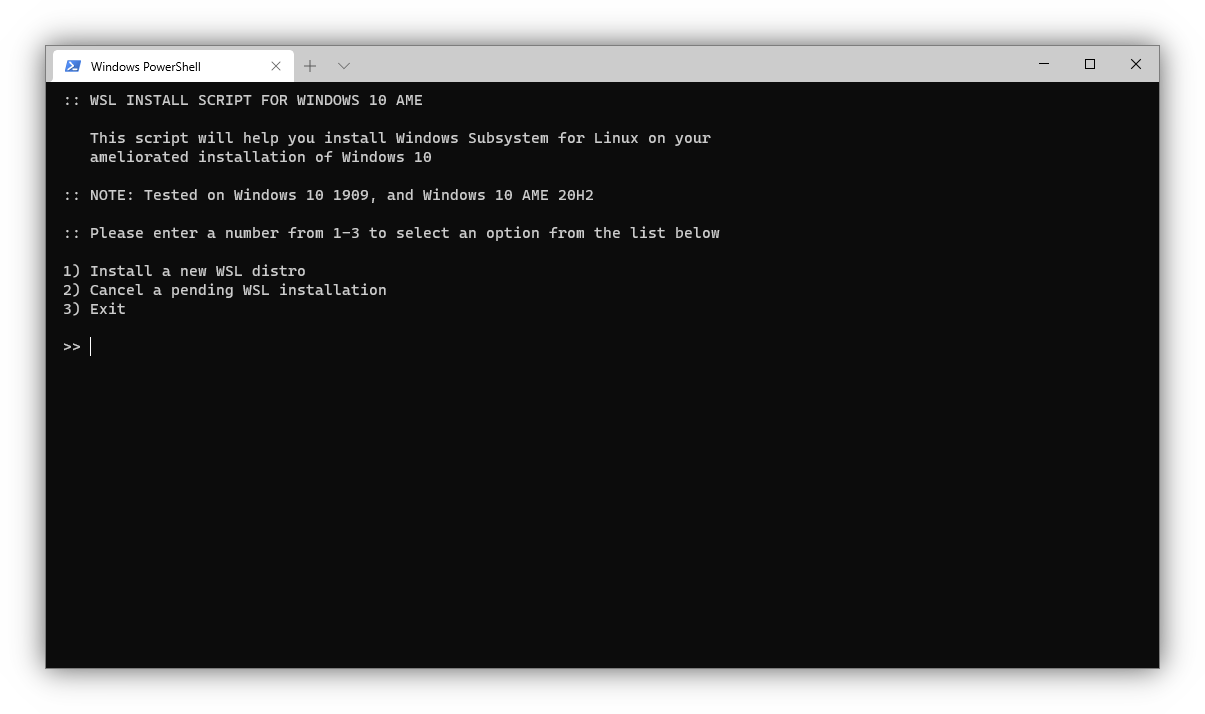 Windows PowerShell
:: WSL INSTALL SCRIPT FOR WINDOWS 10 AME
This script will help you install Windows Subsystem for Linux on your
ameliorated installation of Windows 10
:: NOTE: Tested on Windows 10 1909, and Windows 10 AME 20H2
:: Please enter a number from 1-3 to select an option from the list below
1) Install a new WSL distro
2) Cancel a pending WSL installation
3) Exit
>>